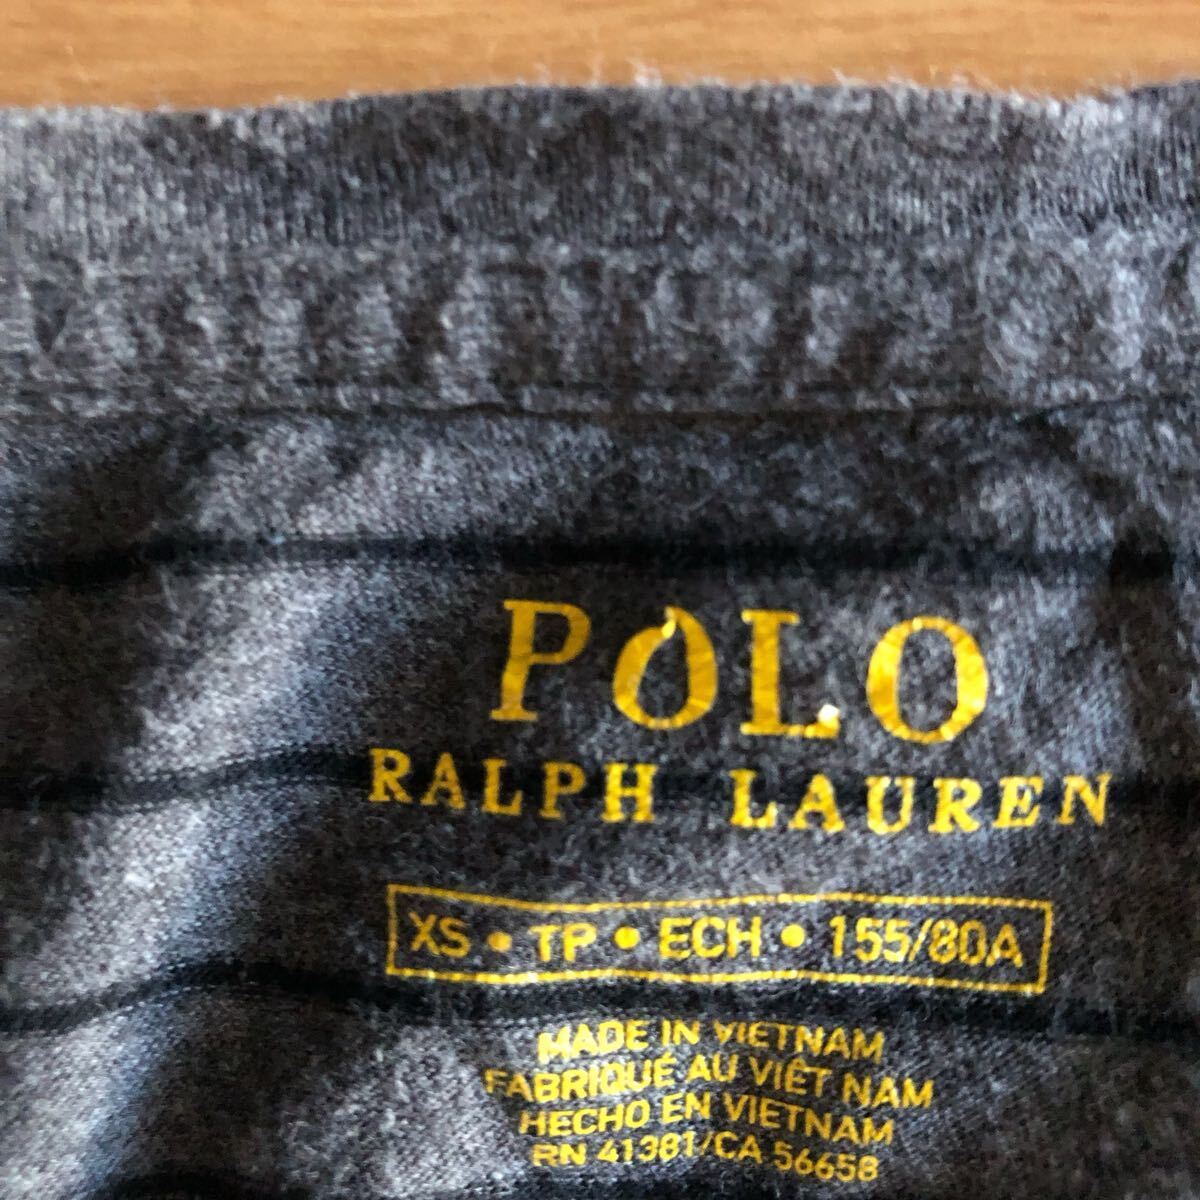 POLO
RALPH LAUREN
XS • TP • ECH • 155/80A
MADE IN VIETNAM
FABRIQUÉ AU VIÊT NAM
HECHO EN VIETNAM
RN 41381/CA 56658